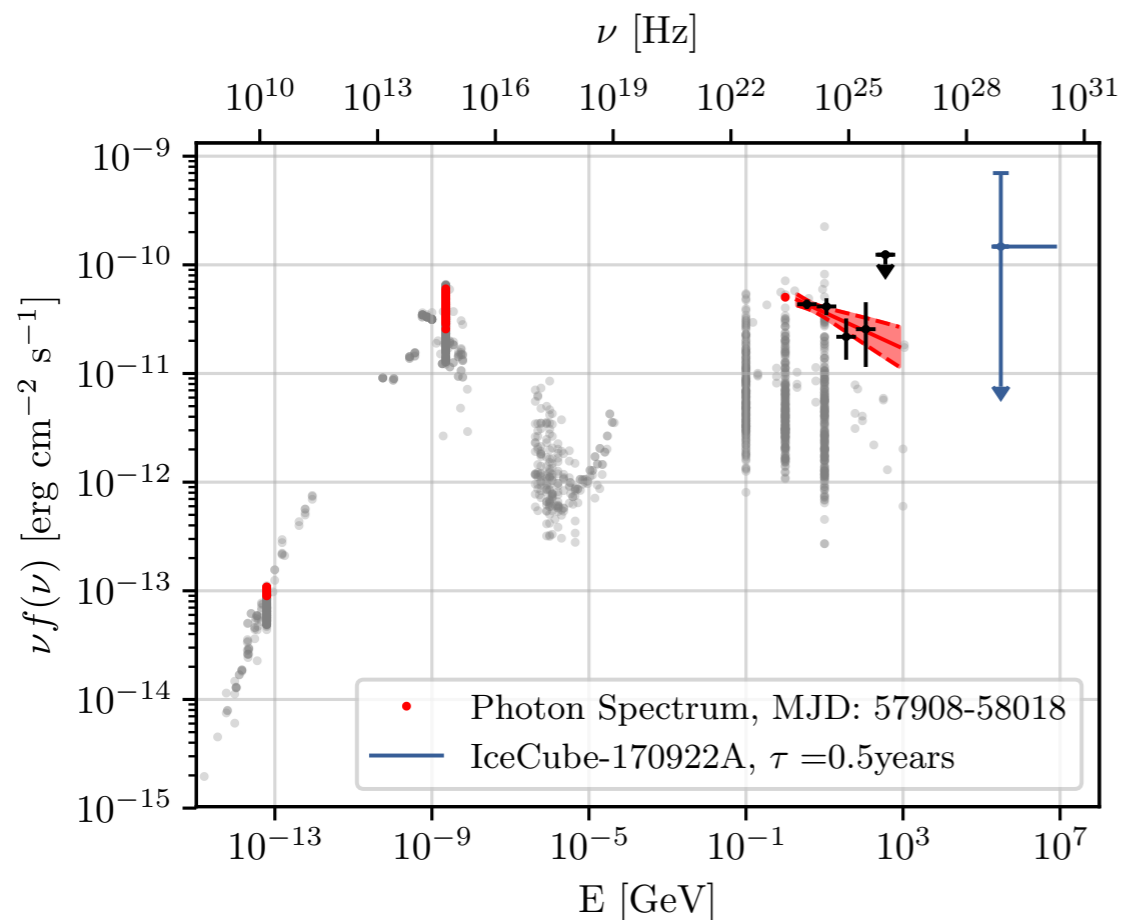 ν [Hz]
10^10 10^13 10^16 10^19 10^22 10^25 10^28 10^31
10^−9
10^−10
10^−11
10^−12
10^−13
10^−14
10^−15
νf(ν) [erg cm^−2 s^−1]
Photon Spectrum, MJD: 57908-58018
IceCube-170922A, τ =0.5years
10^−13 10^−9 10^−5 10^−1 10^3 10^7
E [GeV]